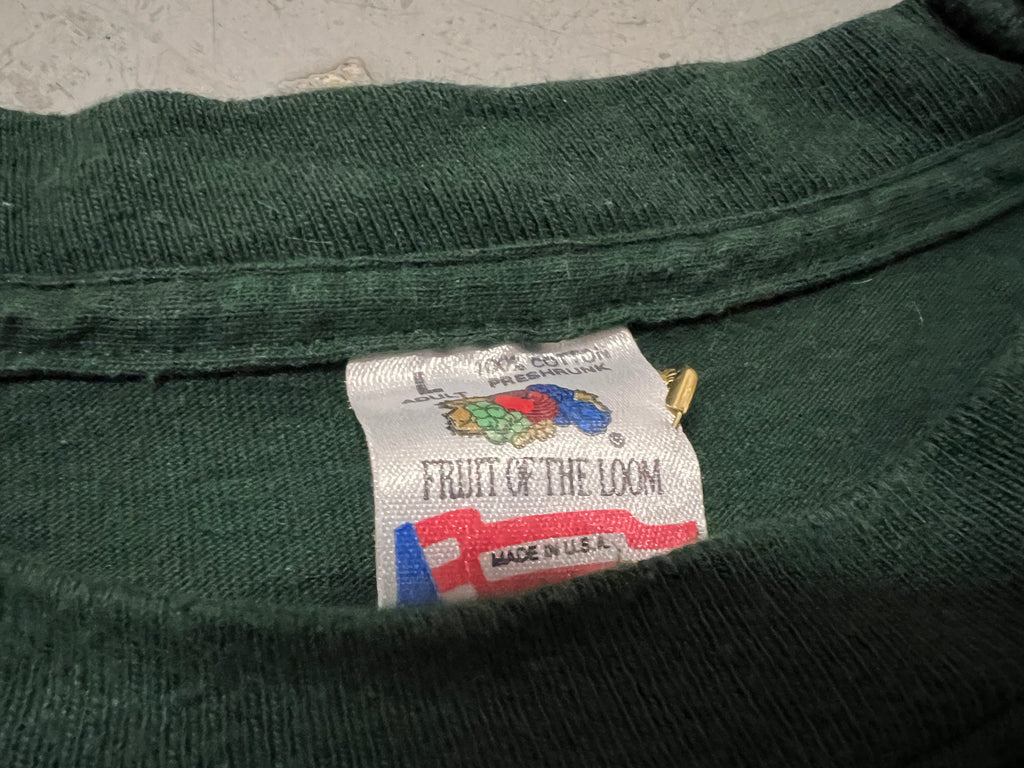 L 100% COTTON
ADULT PRESHRUNK
®
FRUIT OF THE LOOM
MADE IN U.S.A.